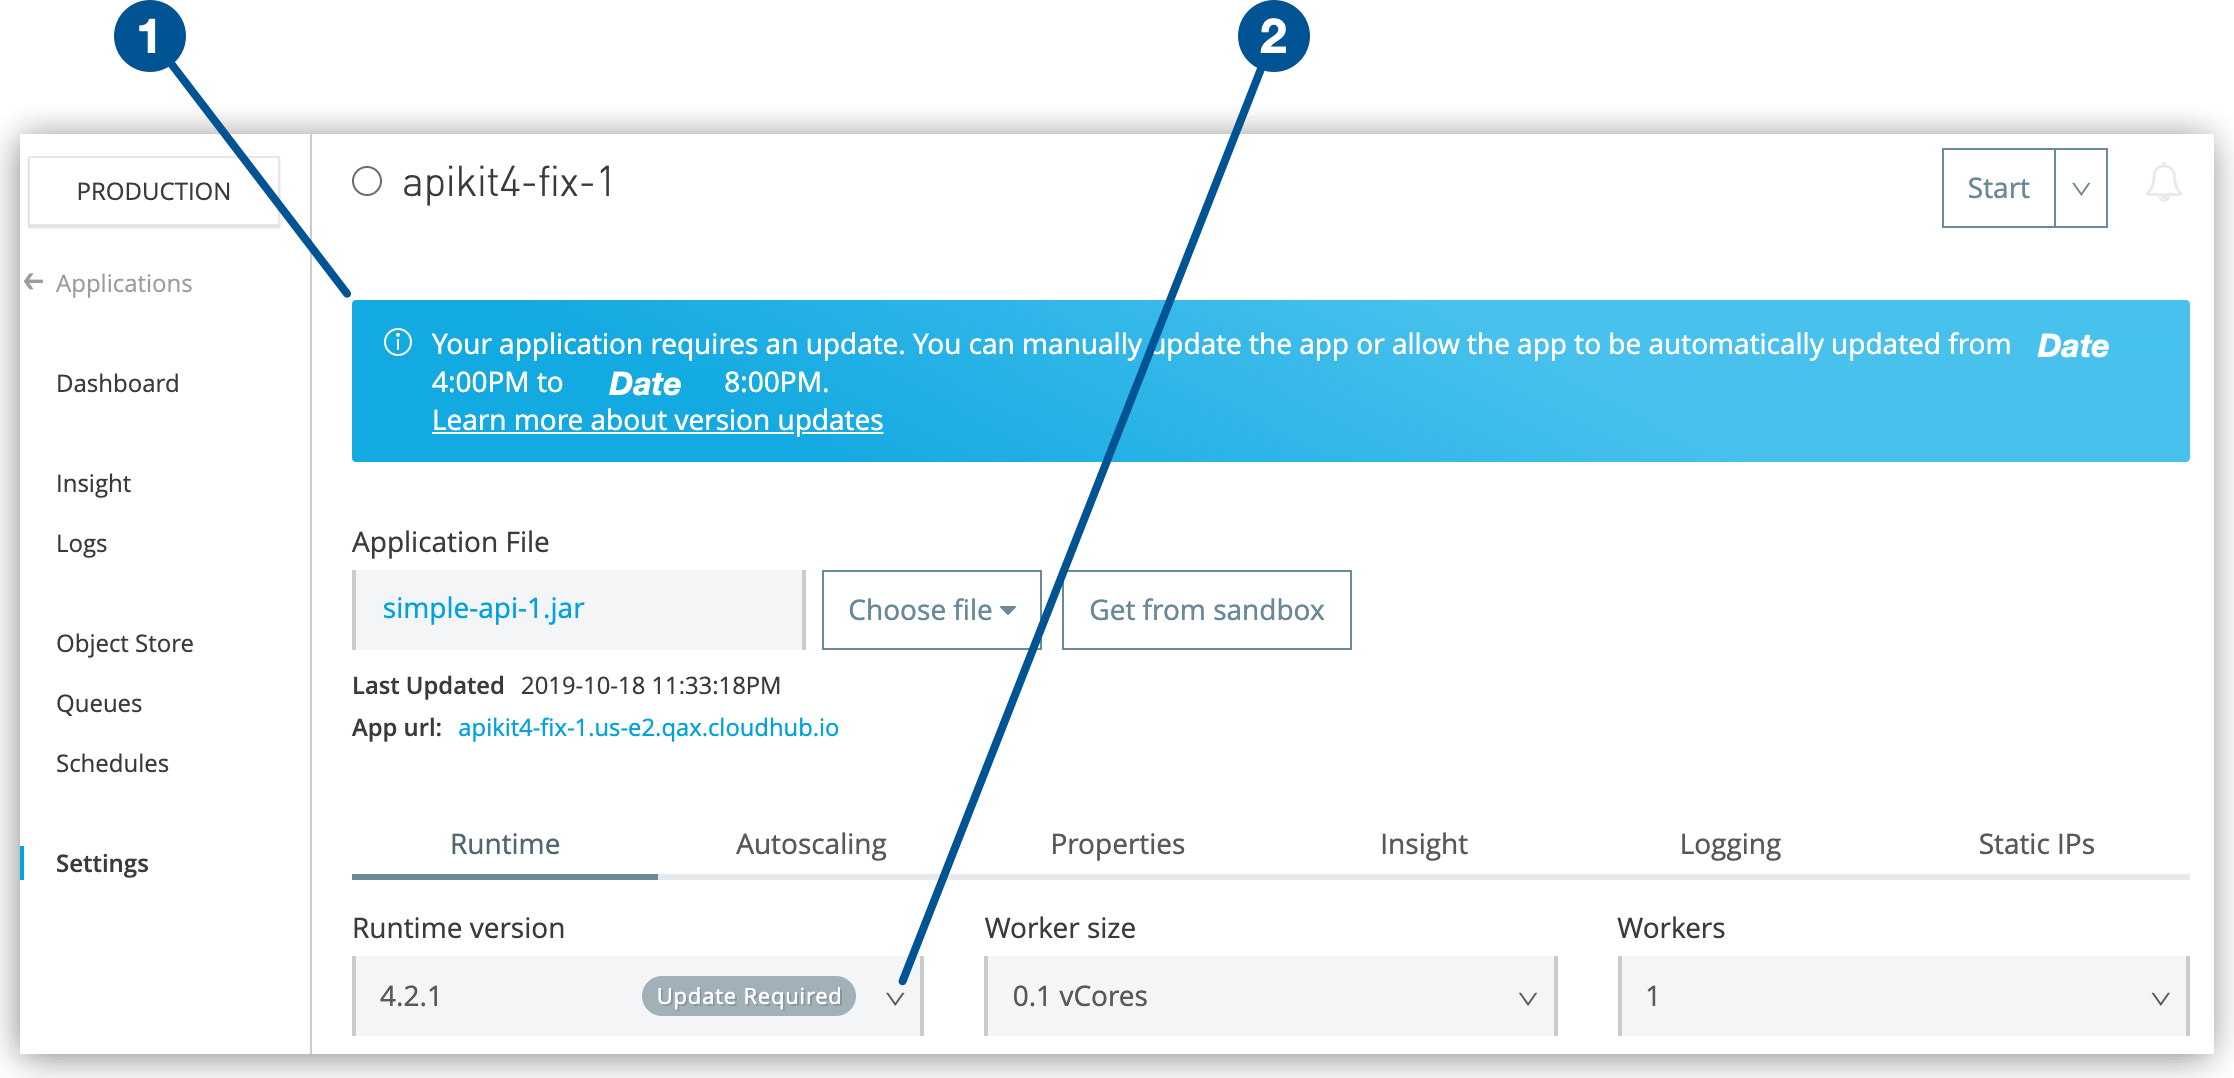 1
2
PRODUCTION
apikit4-fix-1
Start
Applications
Dashboard
Insight
Logs
Object Store
Queues
Schedules
Settings
Your application requires an update. You can manually update the app or allow the app to be automatically updated from Date
4:00PM to Date 8:00PM.
Learn more about version updates
Application File
simple-api-1.jar
Choose file
Get from sandbox
Last Updated 2019-10-18 11:33:18PM
App url: apikit4-fix-1.us-e2.qax.cloudhub.io
Runtime Autoscaling Properties Insight Logging Static IPs
Runtime version Worker size Workers
4.2.1 Update Required 0.1 vCores 1